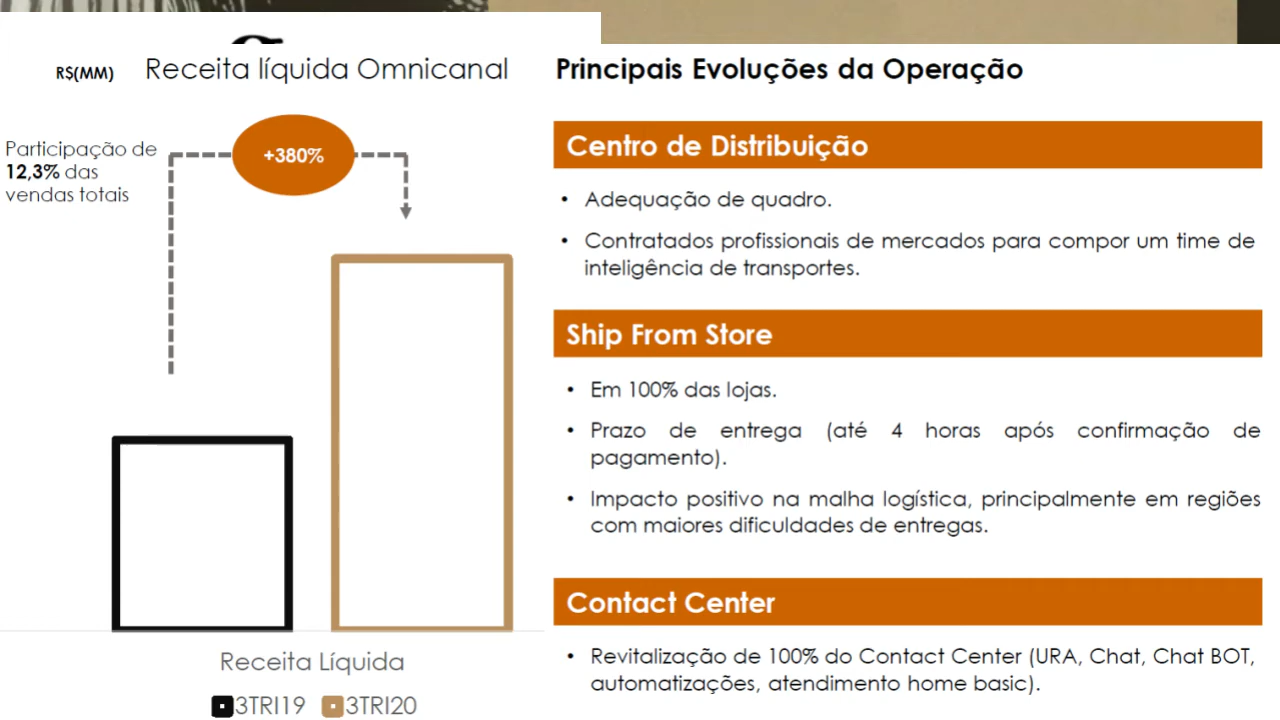 R$(MM)
Receita líquida Omnicanal
Participação de
12,3% das
vendas totais
+380%
Receita Líquida
3TRI19
3TRI20
Principais Evoluções da Operação
Centro de Distribuição
• Adequação de quadro.
• Contratados profissionais de mercados para compor um time de
inteligência de transportes.
Ship From Store
• Em 100% das lojas.
• Prazo de entrega (até 4 horas após confirmação de
pagamento).
• Impacto positivo na malha logística, principalmente em regiões
com maiores dificuldades de entregas.
Contact Center
• Revitalização de 100% do Contact Center (URA, Chat, Chat BOT,
automatizações, atendimento home basic).